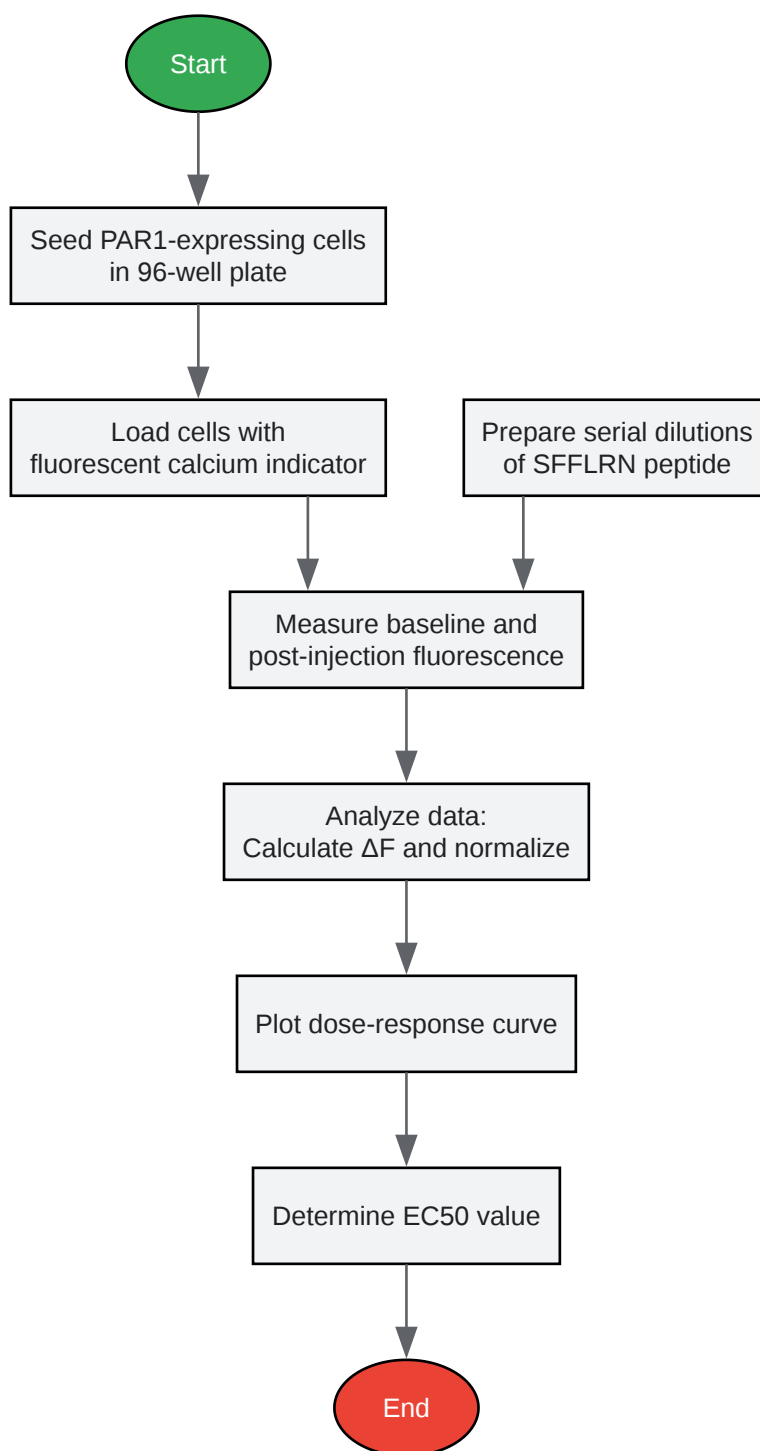 Start
Seed PAR1-expressing cells
in 96-well plate
Load cells with
fluorescent calcium indicator
Prepare serial dilutions
of SFFLRN peptide
Measure baseline and
post-injection fluorescence
Analyze data:
Calculate ΔF and normalize
Plot dose-response curve
Determine EC50 value
End